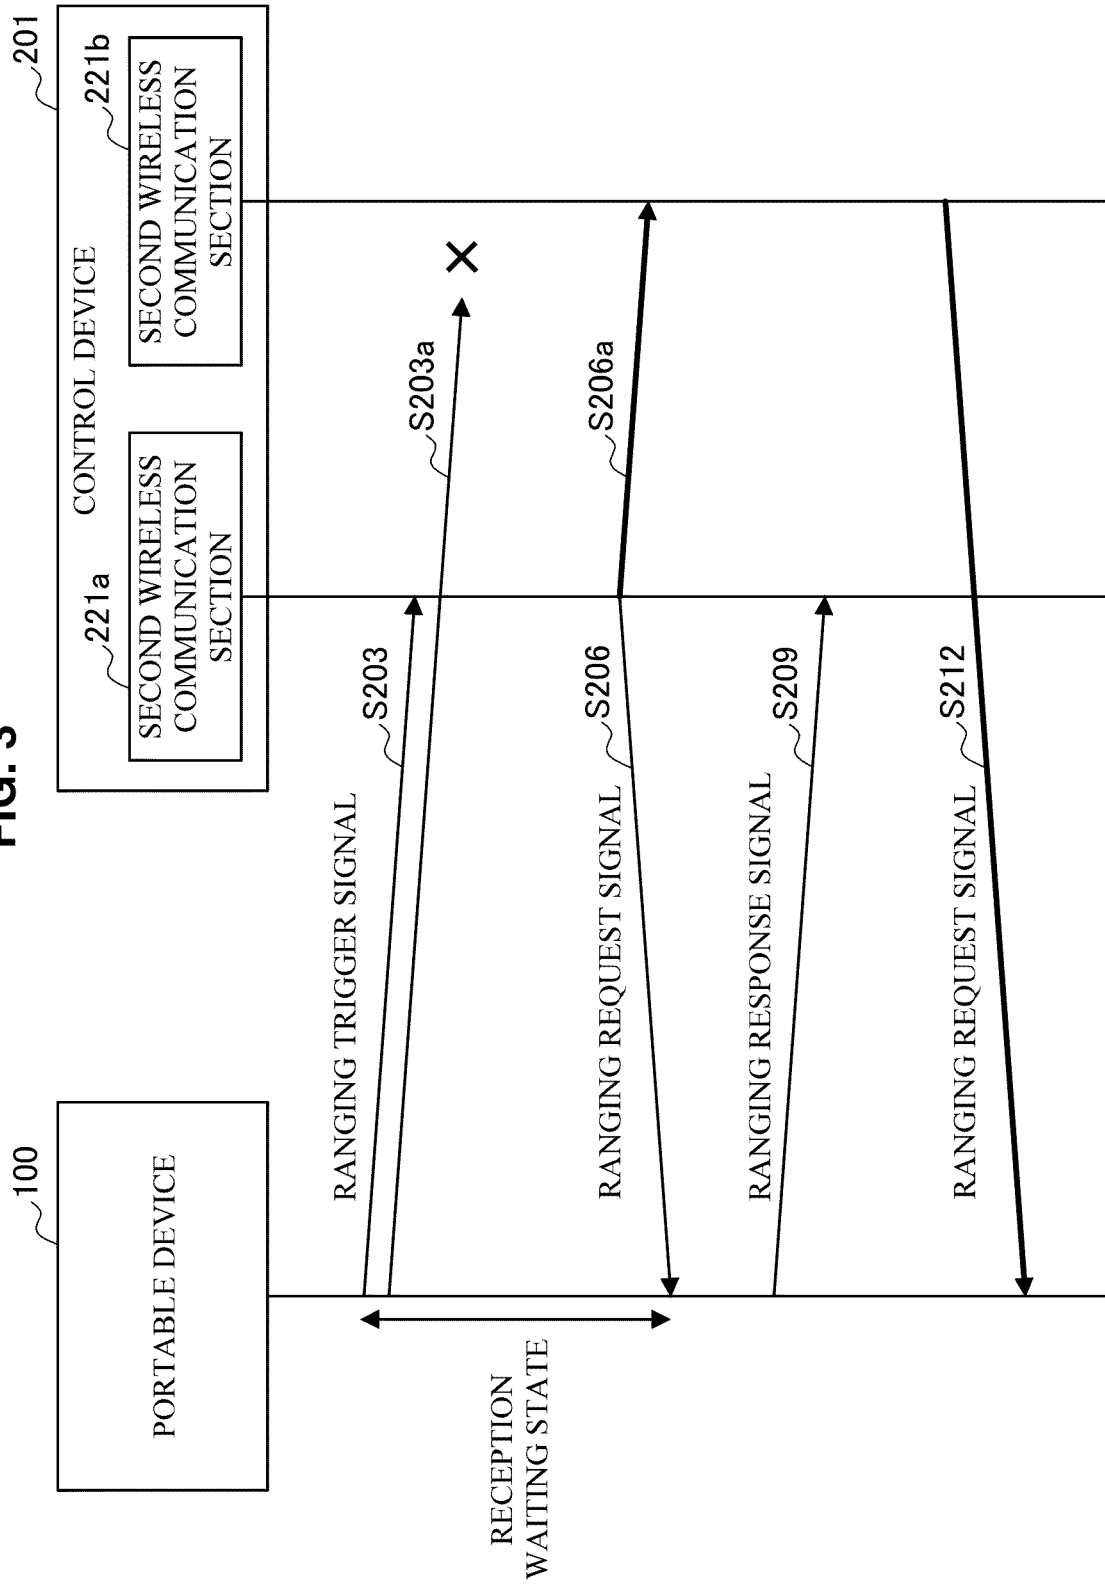 FIG. 3
100
PORTABLE DEVICE
201
CONTROL DEVICE
221a
SECOND WIRELESS
COMMUNICATION
SECTION
221b
SECOND WIRELESS
COMMUNICATION
SECTION
RANGING TRIGGER SIGNAL
S203
S203a
RECEPTION
WAITING STATE
RANGING REQUEST SIGNAL
S206
S206a
RANGING RESPONSE SIGNAL
S209
RANGING REQUEST SIGNAL
S212